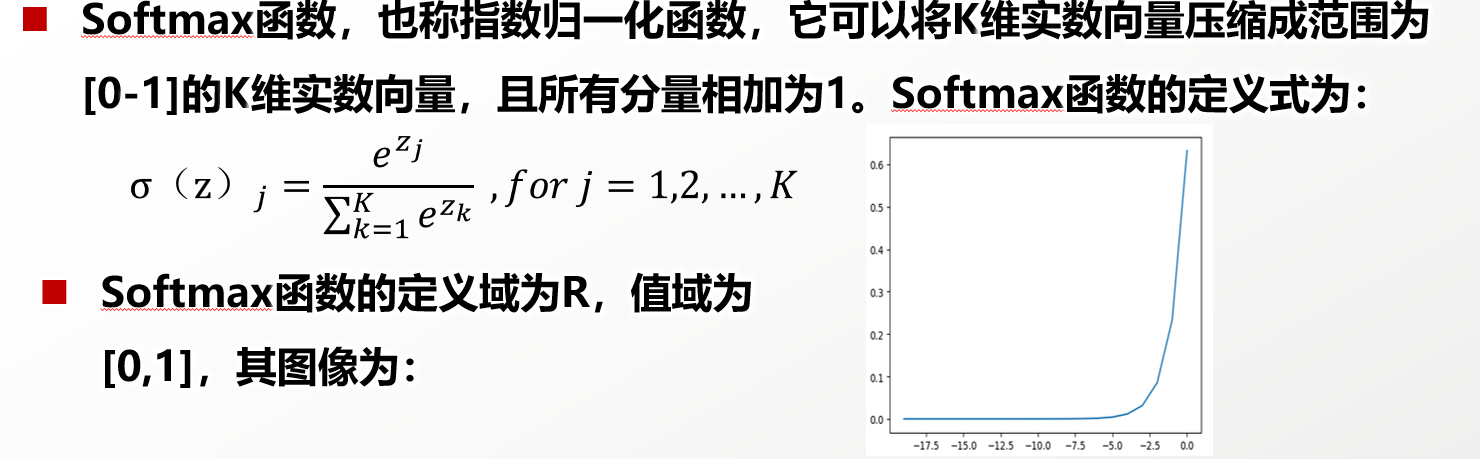 Softmax函数，也称指数归一化函数，它可以将K维实数向量压缩成范围为
[0-1]的K维实数向量，且所有分量相加为1。Softmax函数的定义式为：
σ（z）_j = e^{z_j} / ∑_{k=1}^{K} e^{z_k} , for j = 1,2, … , K
Softmax函数的定义域为R，值域为
[0,1]，其图像为：
0.6
0.5
0.4
0.3
0.2
0.1
0.0
−17.5 −15.0 −12.5 −10.0 −7.5 −5.0 −2.5 0.0